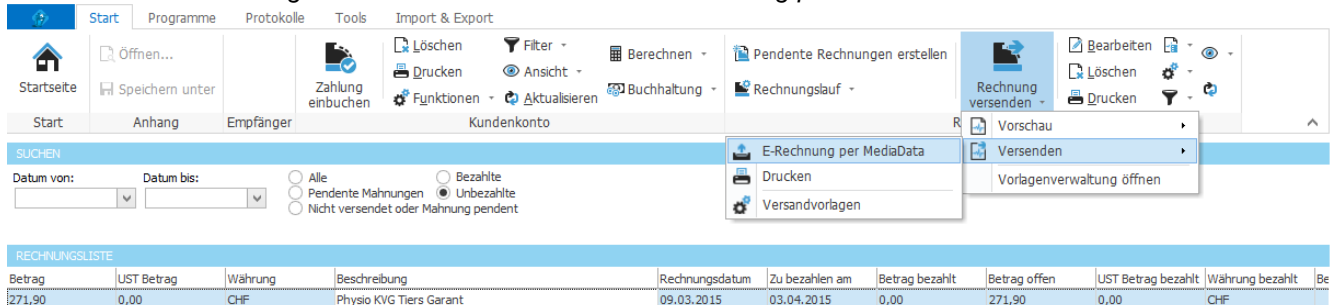 Start Programme Protokolle Tools Import & Export
Startseite
Öffnen...
Speichern unter
Zahlung
einbuchen
Löschen
Drucken
Funktionen
Filter
Ansicht
Aktualisieren
Berechnen
Buchhaltung
Pendente Rechnungen erstellen
Rechnungslauf
Rechnung
versenden
Bearbeiten
Löschen
Drucken
Start Anhang Empfänger Kundenkonto R
Vorschau
Versenden
Vorlagenverwaltung öffnen
E-Rechnung per MediaData
Drucken
Versandvorlagen
SUCHEN
Datum von: Datum bis:
Alle Bezahlte
Pendente Mahnungen Unbezahlte
Nicht versendet oder Mahnung pendent
RECHNUNGSLISTE
Betrag UST Betrag Währung Beschreibung Rechnungsdatum Zu bezahlen am Betrag bezahlt Betrag offen UST Betrag bezahlt Währung bezahlt Be
271,90 0,00 CHF Physio KVG Tiers Garant 09.03.2015 03.04.2015 0,00 271,90 0,00 CHF